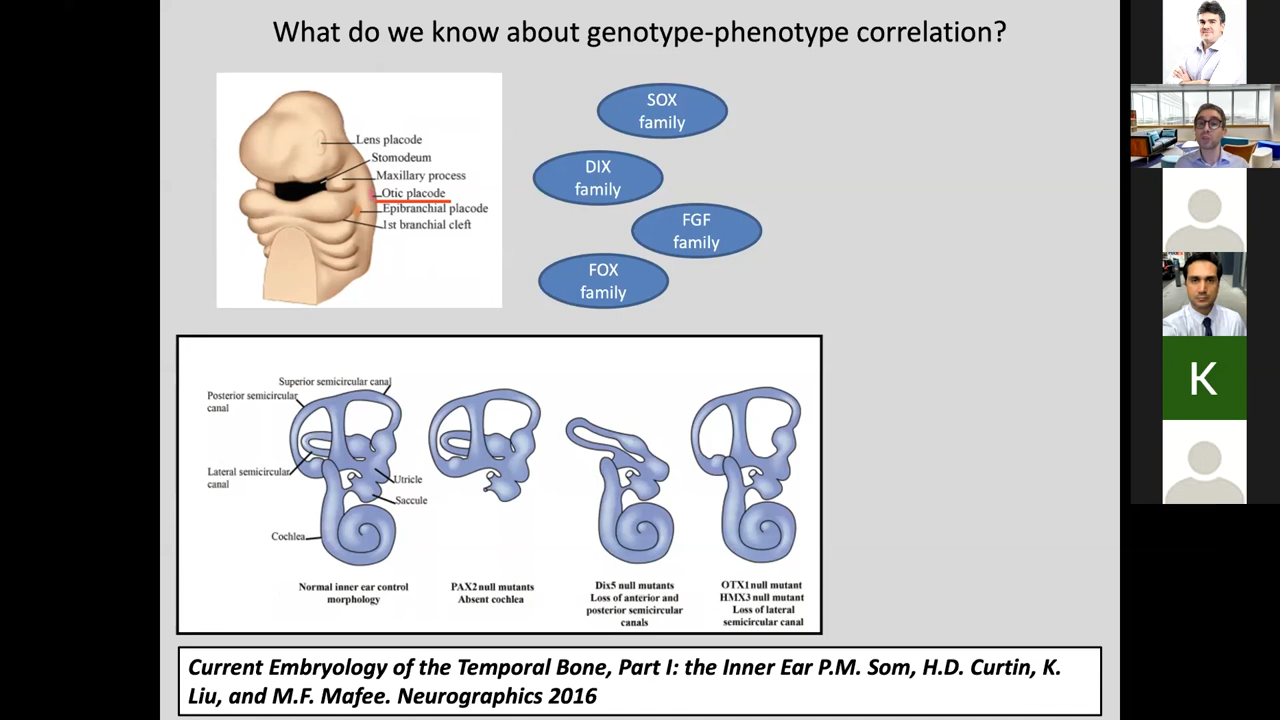 What do we know about genotype-phenotype correlation?
Lens placode
Stomodeum
Maxillary process
Otic placode
Epibranchial placode
1st branchial cleft
SOX
family
DIX
family
FGF
family
FOX
family
Superior semicircular canal
Posterior semicircular
canal
Lateral semicircular
canal
Utricle
Saccule
Cochlea
Normal inner ear control
morphology
PAX2 null mutants
Absent cochlea
Dix5 null mutants
Loss of anterior and
posterior semicircular
canals
OTX1 null mutant
HMX3 null mutant
Loss of lateral
semicircular canal
Current Embryology of the Temporal Bone, Part I: the Inner Ear P.M. Som, H.D. Curtin, K.
Liu, and M.F. Mafee. Neurographics 2016
K